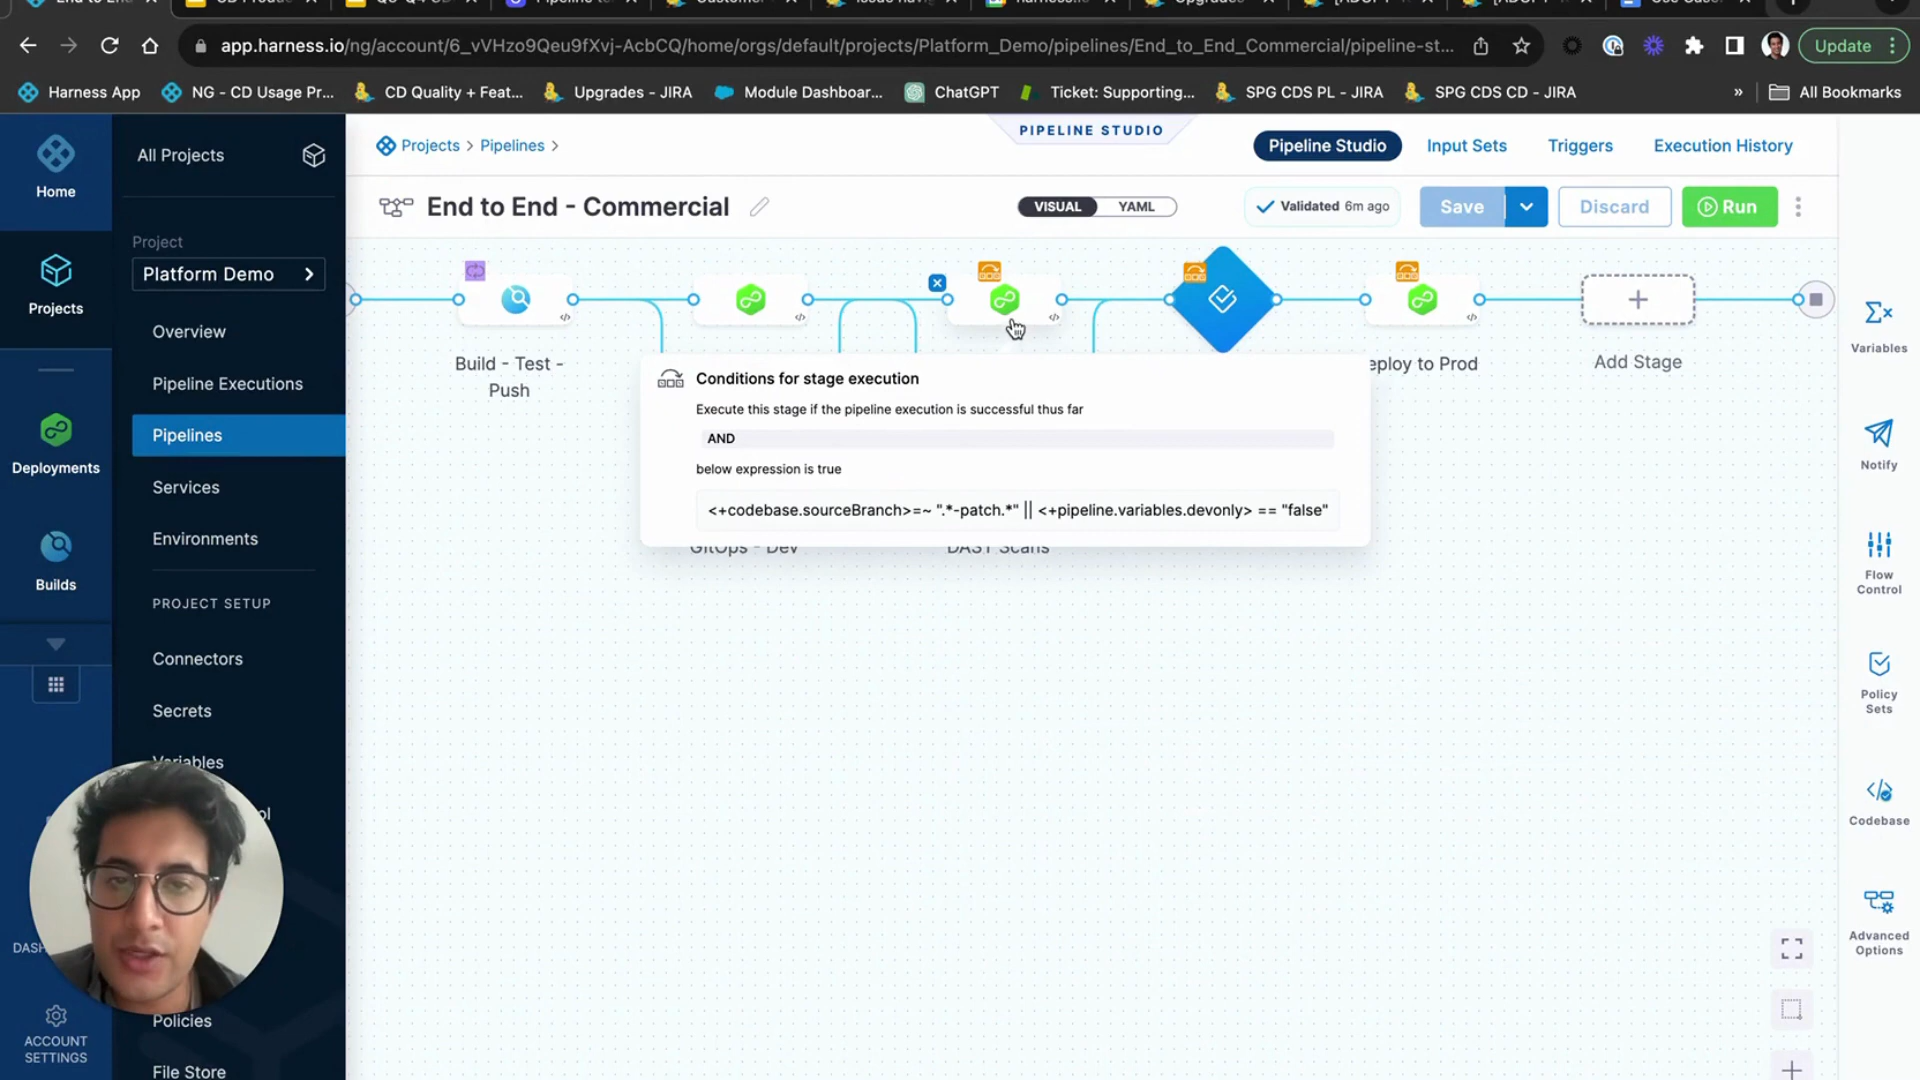 app.harness.io/ng/account/6_vVHzo9Qeu9fXvj-AcbCQ/home/orgs/default/projects/Platform_Demo/pipelines/End_to_End_Commercial/pipeline-st...
Update
Harness App
NG - CD Usage Pr...
CD Quality + Feat...
Upgrades - JIRA
Module Dashboar...
ChatGPT
Ticket: Supporting...
SPG CDS PL - JIRA
SPG CDS CD - JIRA
»
All Bookmarks
Home
Projects
Deployments
Builds
ACCOUNT
SETTINGS
All Projects
Project
Platform Demo
Overview
Pipeline Executions
Pipelines
Services
Environments
PROJECT SETUP
Connectors
Secrets
Variables
Policies
File Store
Projects > Pipelines >
PIPELINE STUDIO
Pipeline Studio
Input Sets
Triggers
Execution History
End to End - Commercial
VISUAL
YAML
Validated 6m ago
Save
Discard
Run
Build - Test -
Push
eploy to Prod
Add Stage
Conditions for stage execution
Execute this stage if the pipeline execution is successful thus far
AND
below expression is true
<+codebase.sourceBranch>=~ ".*-patch.*" || <+pipeline.variables.devonly> == "false"
GitOps - Dev
DAST Scans
Variables
Notify
Flow
Control
Policy
Sets
Codebase
Advanced
Options